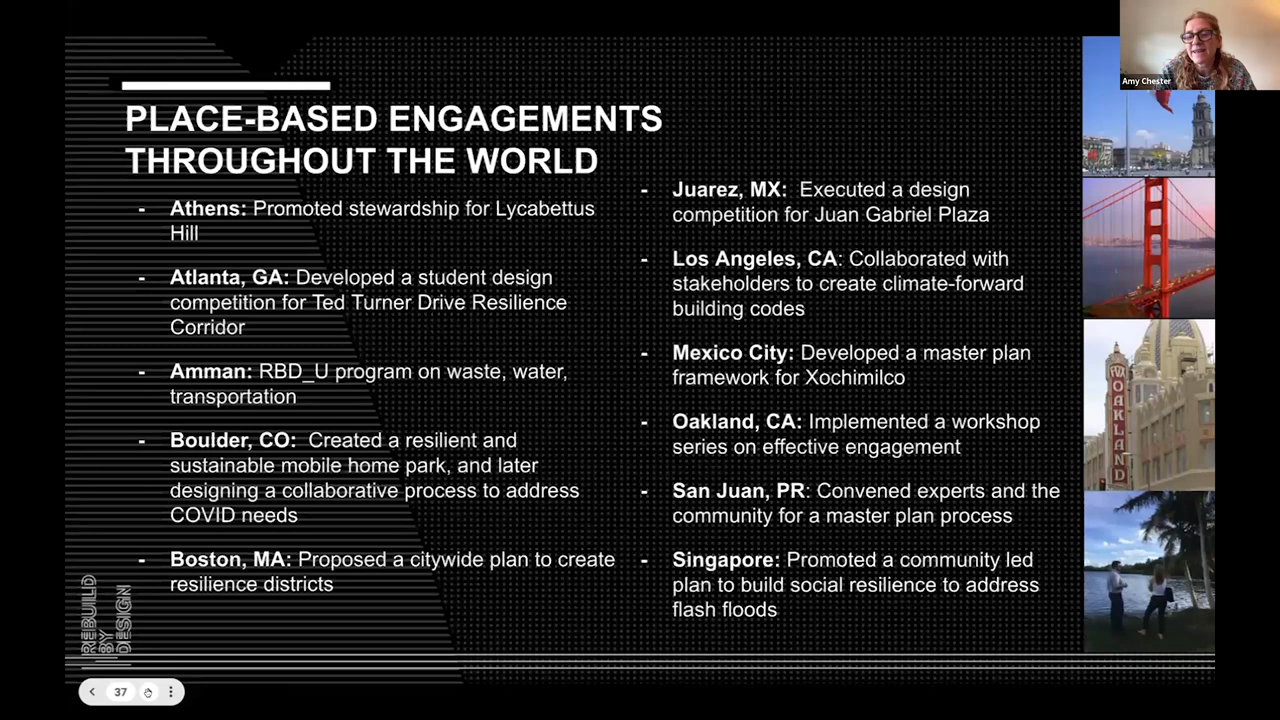 Amy Chester
PLACE-BASED ENGAGEMENTS
THROUGHOUT THE WORLD
- Athens: Promoted stewardship for Lycabettus
Hill
- Atlanta, GA: Developed a student design
competition for Ted Turner Drive Resilience
Corridor
- Amman: RBD_U program on waste, water,
transportation
- Boulder, CO: Created a resilient and
sustainable mobile home park, and later
designing a collaborative process to address
COVID needs
- Boston, MA: Proposed a citywide plan to create
resilience districts
- Juarez, MX: Executed a design
competition for Juan Gabriel Plaza
- Los Angeles, CA: Collaborated with
stakeholders to create climate-forward
building codes
- Mexico City: Developed a master plan
framework for Xochimilco
- Oakland, CA: Implemented a workshop
series on effective engagement
- San Juan, PR: Convened experts and the
community for a master plan process
- Singapore: Promoted a community led
plan to build social resilience to address
flash floods
FOX
OAKLAND
REBUILD
BY
DESIGN
37